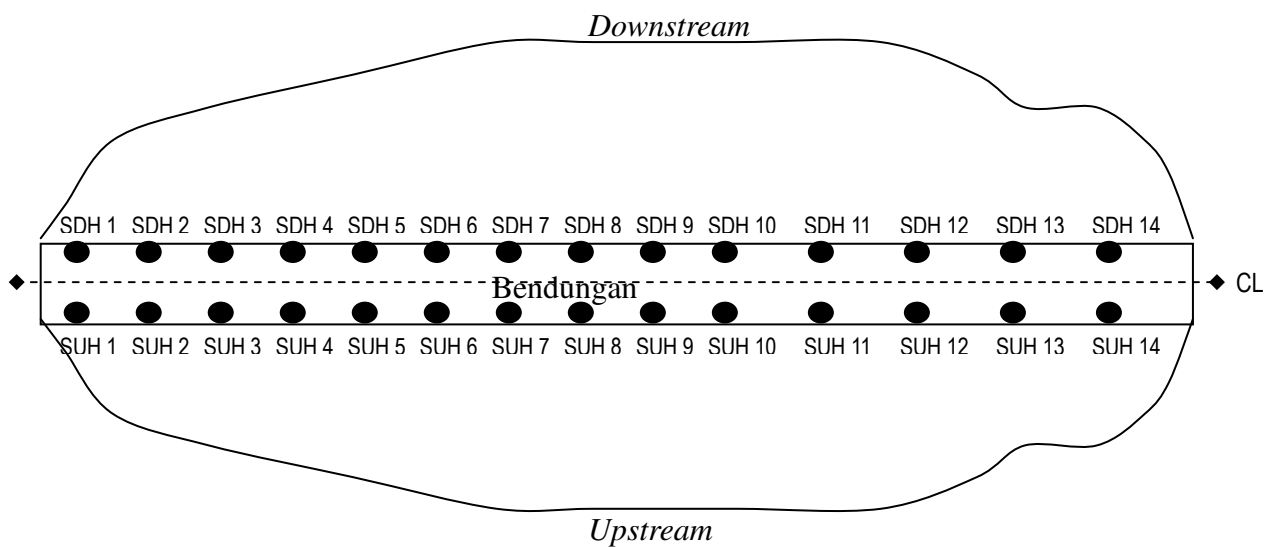 Downstream
SDH 1 SDH 2 SDH 3 SDH 4 SDH 5 SDH 6 SDH 7 SDH 8 SDH 9 SDH 10 SDH 11 SDH 12 SDH 13 SDH 14
Bendungan
CL
SUH 1 SUH 2 SUH 3 SUH 4 SUH 5 SUH 6 SUH 7 SUH 8 SUH 9 SUH 10 SUH 11 SUH 12 SUH 13 SUH 14
Upstream